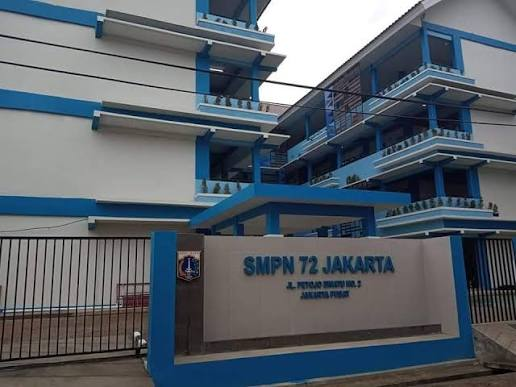 SMPN 72 JAKARTA
JL. PETOJO BINATU NO. 2
JAKARTA PUSAT